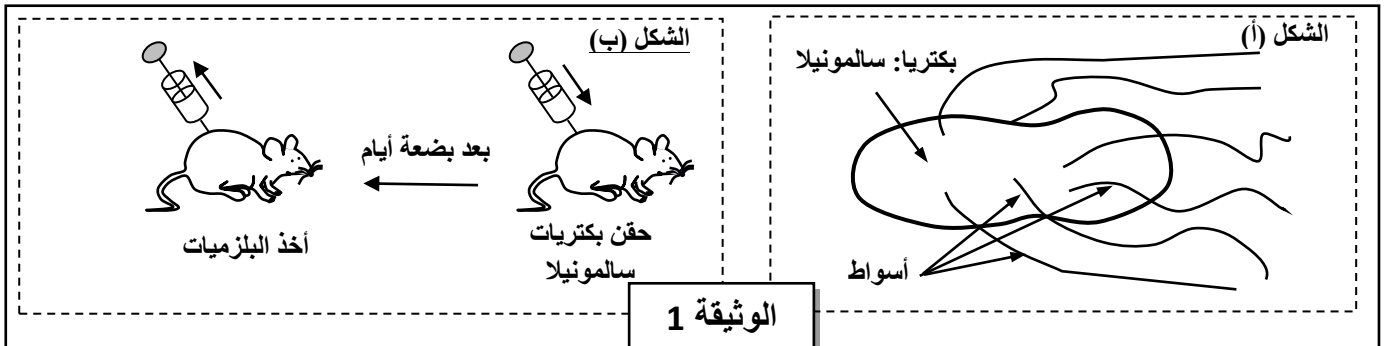 الشكل (أ)
بكتريا: سالمونيلا
أسواط
الشكل (ب)
حقن بكتريات
سالمونيلا
بعد بضعة أيام
أخذ البلزميات
الوثيقة 1